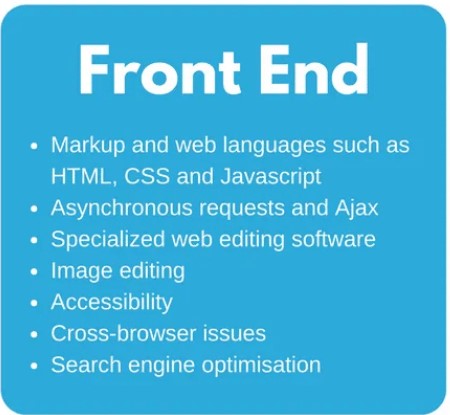 Front End
• Markup and web languages such as
HTML, CSS and Javascript
• Asynchronous requests and Ajax
• Specialized web editing software
• Image editing
• Accessibility
• Cross-browser issues
• Search engine optimisation